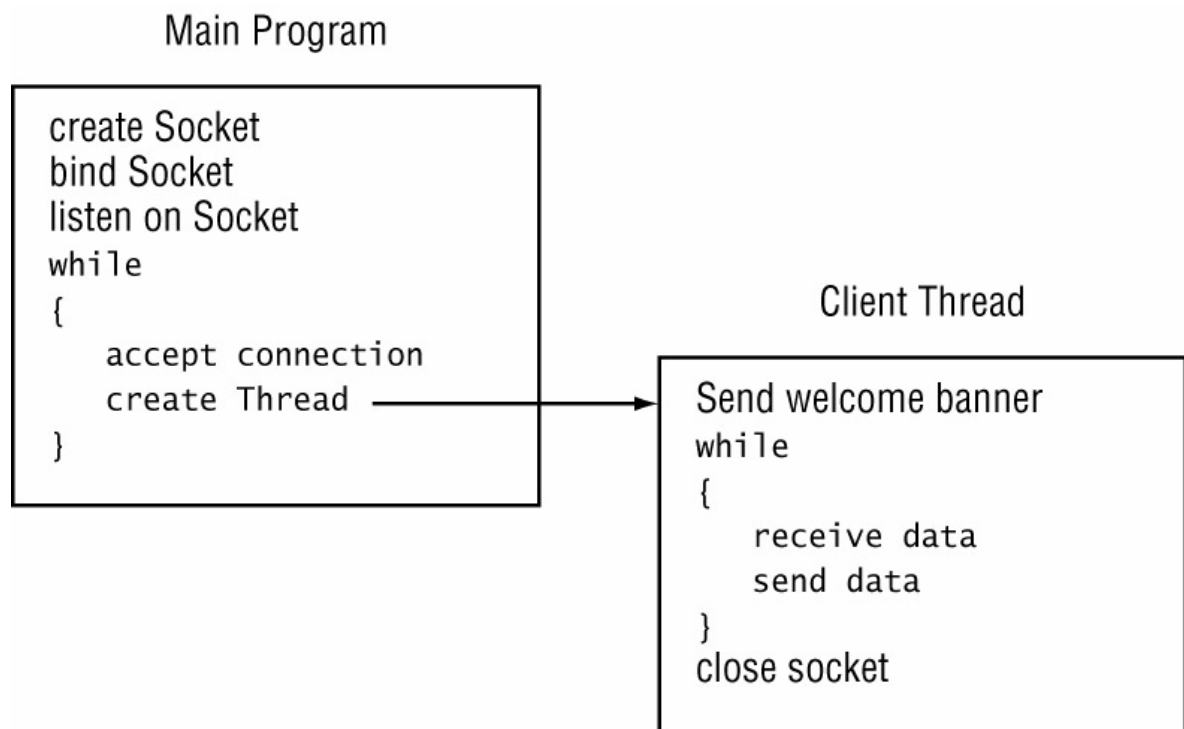 Main Program
create Socket
bind Socket
listen on Socket
while
{
accept connection
create Thread
}
Client Thread
Send welcome banner
while
{
receive data
send data
}
close socket